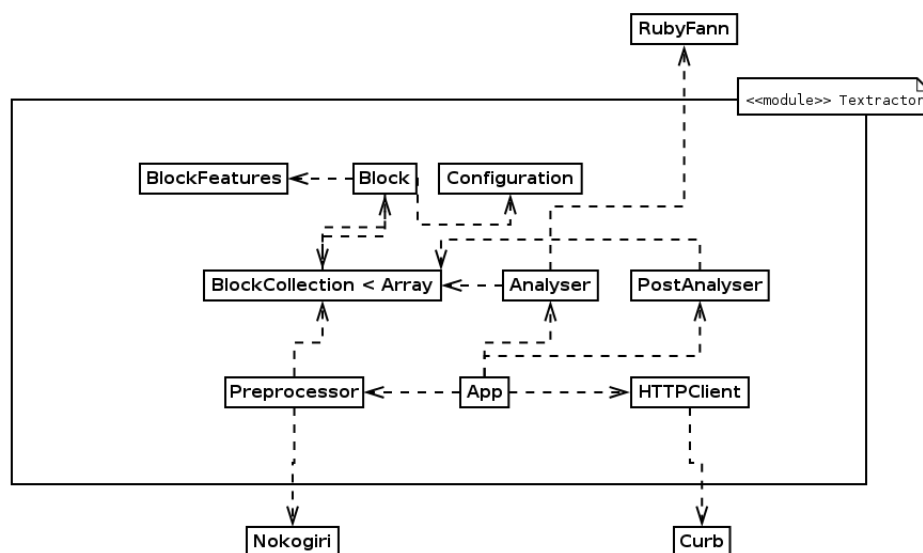 RubyFann
<<module>> Textractor
BlockFeatures
Block
Configuration
BlockCollection < Array
Analyser
PostAnalyser
Preprocessor
App
HTTPClient
Nokogiri
Curb